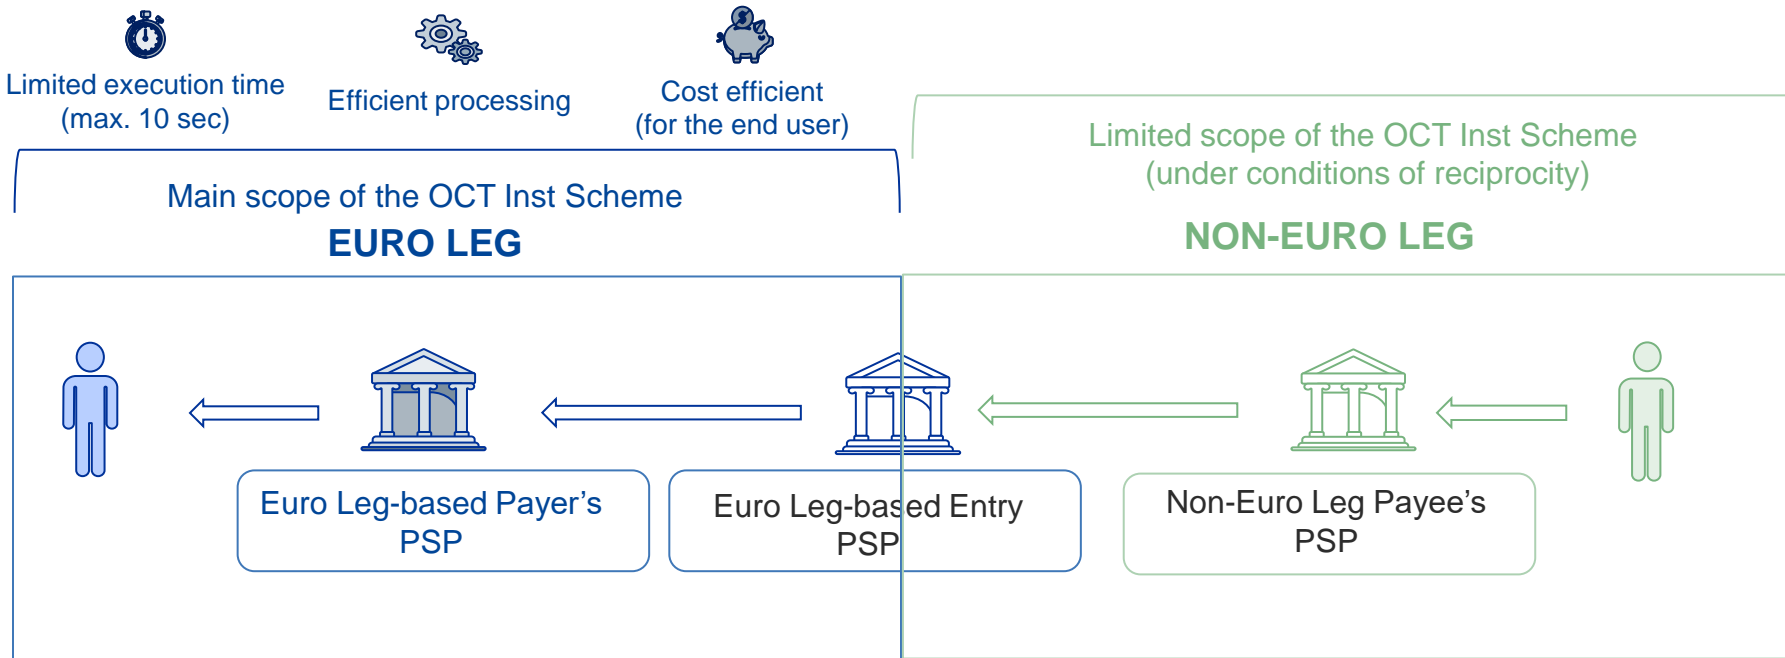 Limited execution time
(max. 10 sec)
Efficient processing
Cost efficient
(for the end user)
Limited scope of the OCT Inst Scheme
(under conditions of reciprocity)
Main scope of the OCT Inst Scheme
EURO LEG
NON-EURO LEG
Euro Leg-based Payer’s
PSP
Euro Leg-based Entry
PSP
Non-Euro Leg Payee’s
PSP